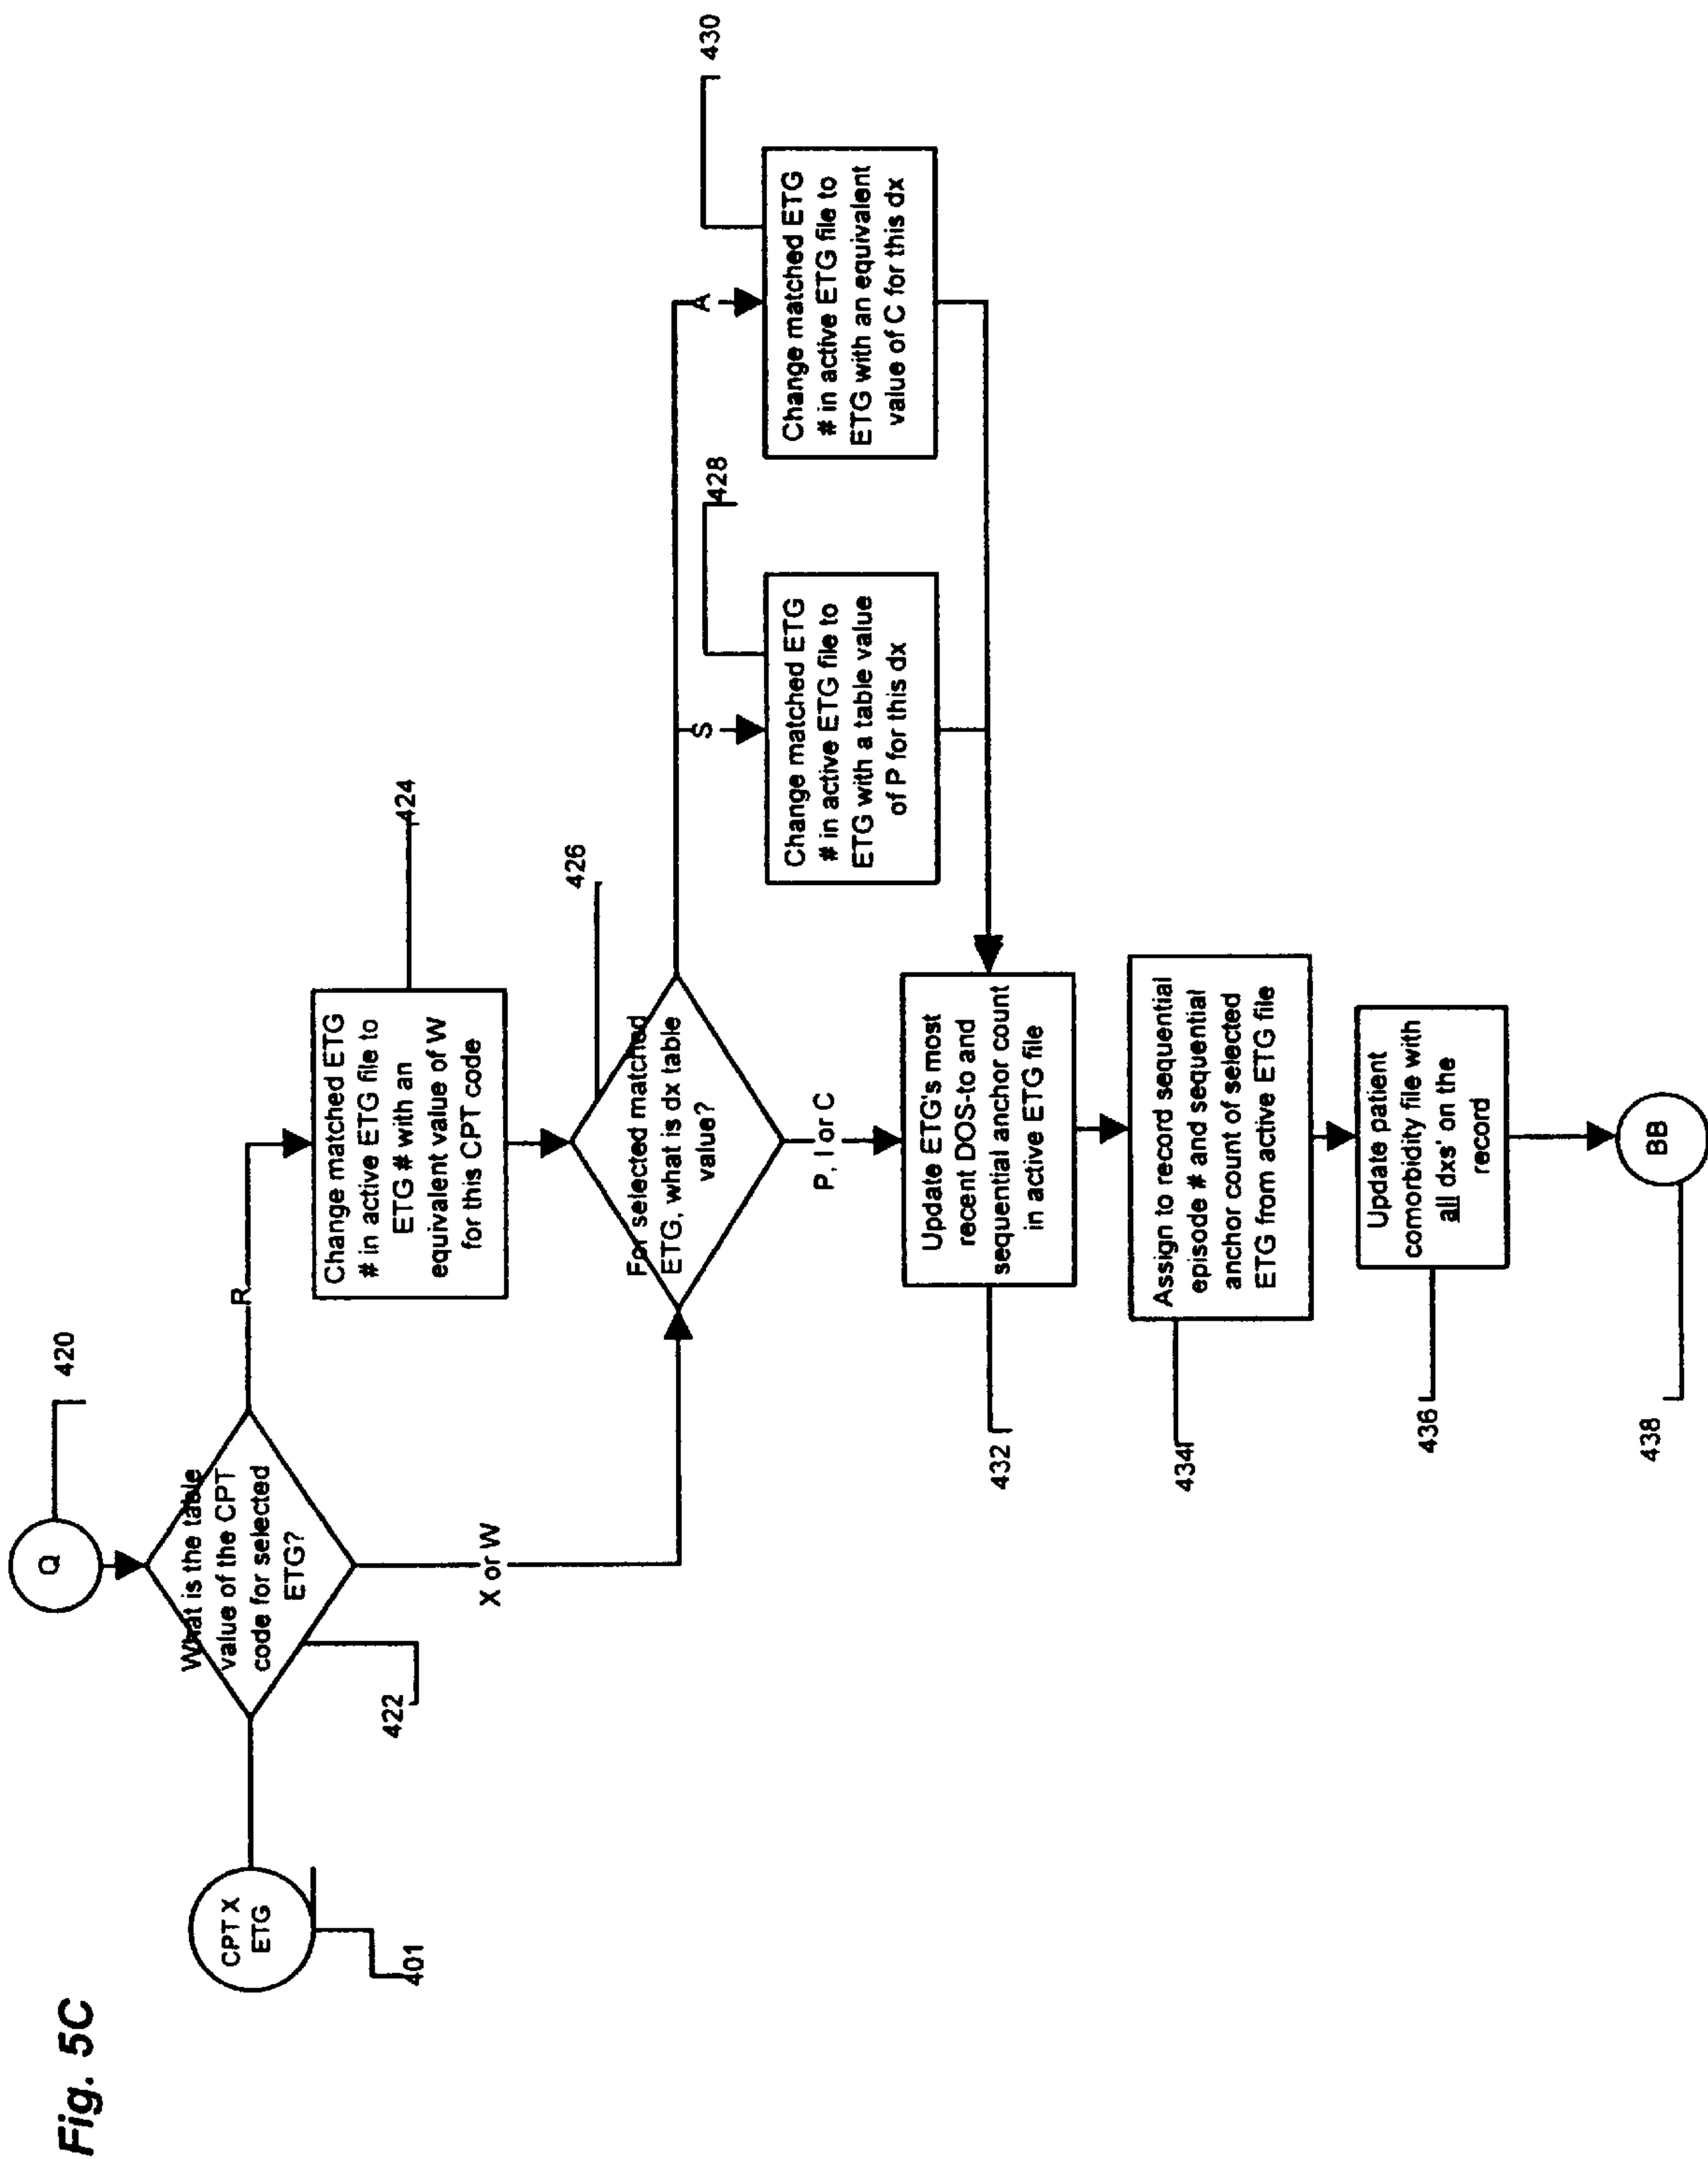 Fig. 5C
Q
420
CPT X
ETG
401
What is the table
value of the CPT
code for selected
ETG?
422
R
X or W
Change matched ETG
# in active ETG file to
ETG # with an
equivalent value of W
for this CPT code
424
For selected matched
ETG, what is dx table
value?
426
S
A
P, I or C
Change matched ETG
# in active ETG file to
ETG with a table value
of P for this dx
428
Change matched ETG
# in active ETG file to
ETG with an equivalent
value of C for this dx
430
Update ETG's most
recent DOS-to and
sequential anchor count
in active ETG file
432
Assign to record sequential
episode # and sequential
anchor count of selected
ETG from active ETG file
434
Update patient
comorbidity file with
all dxs' on the
record
436
BB
438